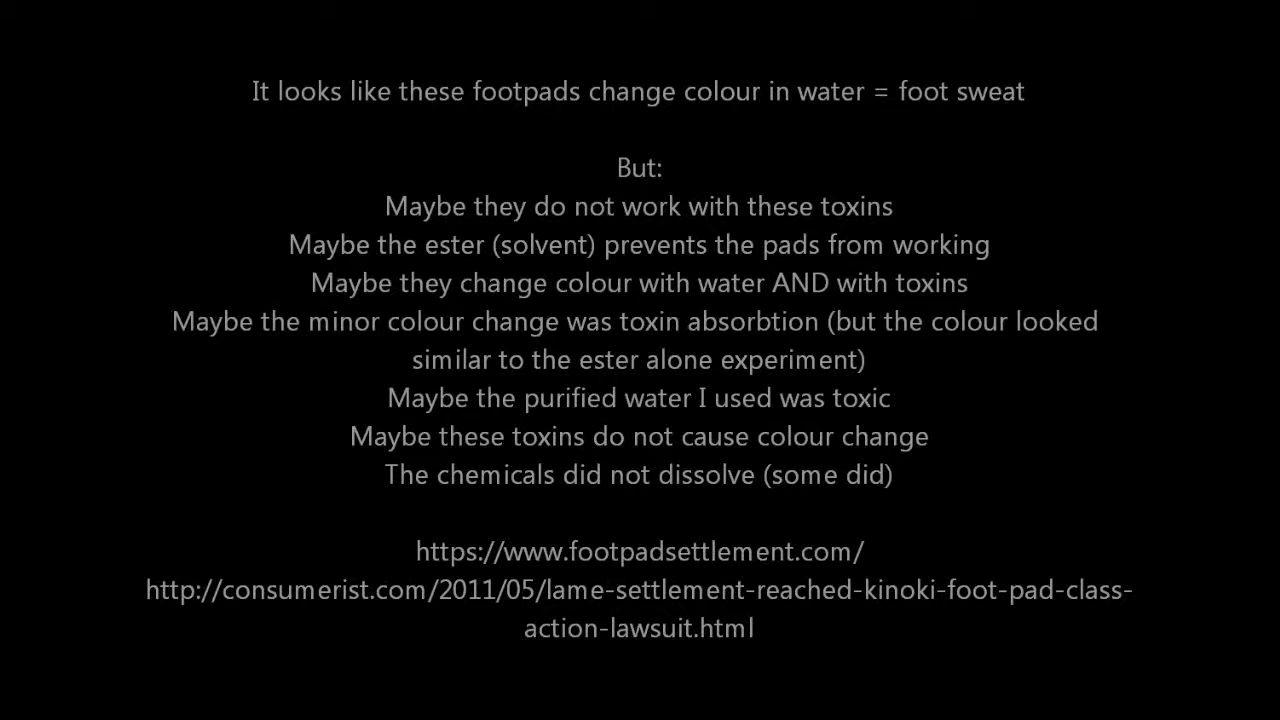 It looks like these footpads change colour in water = foot sweat
But:
Maybe they do not work with these toxins
Maybe the ester (solvent) prevents the pads from working
Maybe they change colour with water AND with toxins
Maybe the minor colour change was toxin absorbtion (but the colour looked
similar to the ester alone experiment)
Maybe the purified water I used was toxic
Maybe these toxins do not cause colour change
The chemicals did not dissolve (some did)
https://www.footpadsettlement.com/
http://consumerist.com/2011/05/lame-settlement-reached-kinoki-foot-pad-class-
action-lawsuit.html